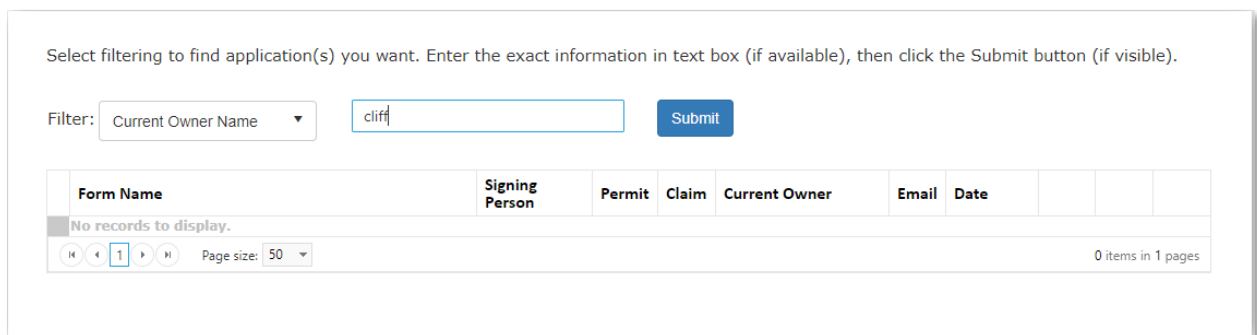 Select filtering to find application(s) you want. Enter the exact information in text box (if available), then click the Submit button (if visible).
Filter: Current Owner Name cliff Submit
Form Name Signing Person Permit Claim Current Owner Email Date
No records to display.
1 Page size: 50 0 items in 1 pages